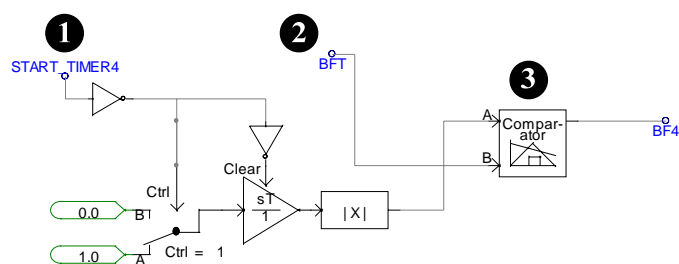 1
2
START_TIMER4
BFT
3
A
Compar-
ator
BF4
B
Clear
Ctrl
sT
1
|X|
0.0
B
1.0
A
Ctrl = 1